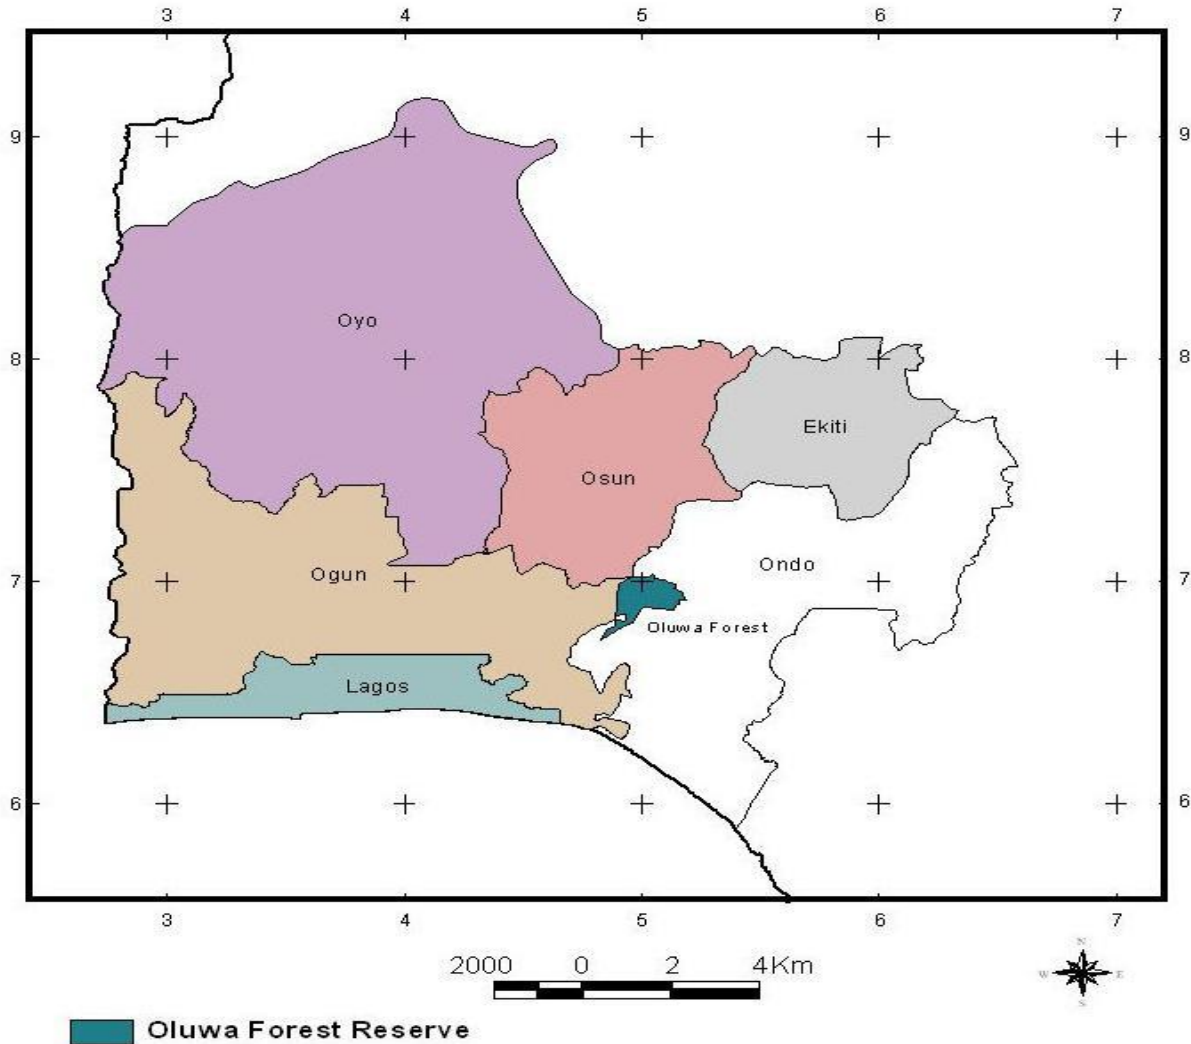 3 4 5 6 7
9 9
Oyo
8 8
Ekiti
Osun
Ondo
Ogun
7 7
Oluwa Forest
Lagos
6 6
3 4 5 6 7
2000 0 2 4Km
N
W E
S
Oluwa Forest Reserve